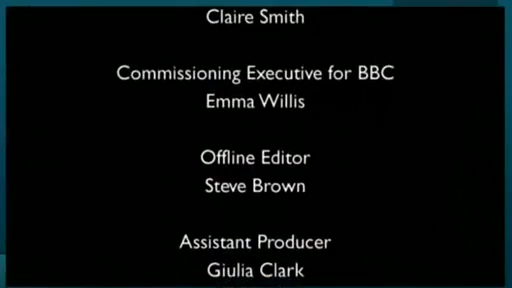 Claire Smith
Commissioning Executive for BBC
Emma Willis
Offline Editor
Steve Brown
Assistant Producer
Giulia Clark